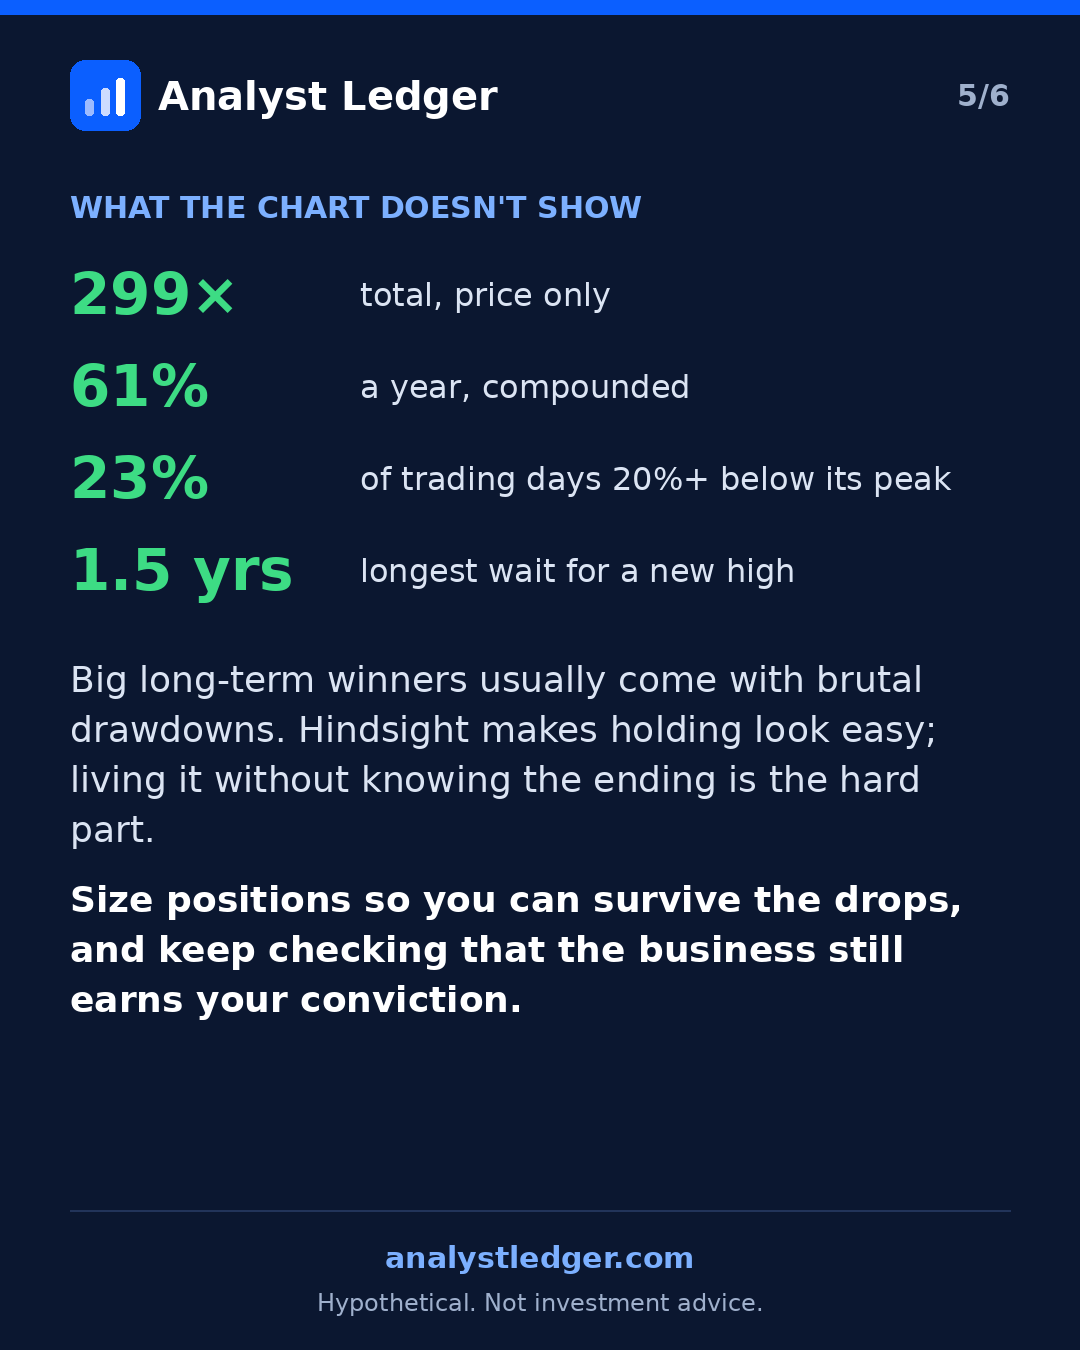 Analyst Ledger
5/6
WHAT THE CHART DOESN'T SHOW
299× total, price only
61% a year, compounded
23% of trading days 20%+ below its peak
1.5 yrs longest wait for a new high
Big long-term winners usually come with brutal
drawdowns. Hindsight makes holding look easy;
living it without knowing the ending is the hard
part.
Size positions so you can survive the drops,
and keep checking that the business still
earns your conviction.
analystledger.com
Hypothetical. Not investment advice.